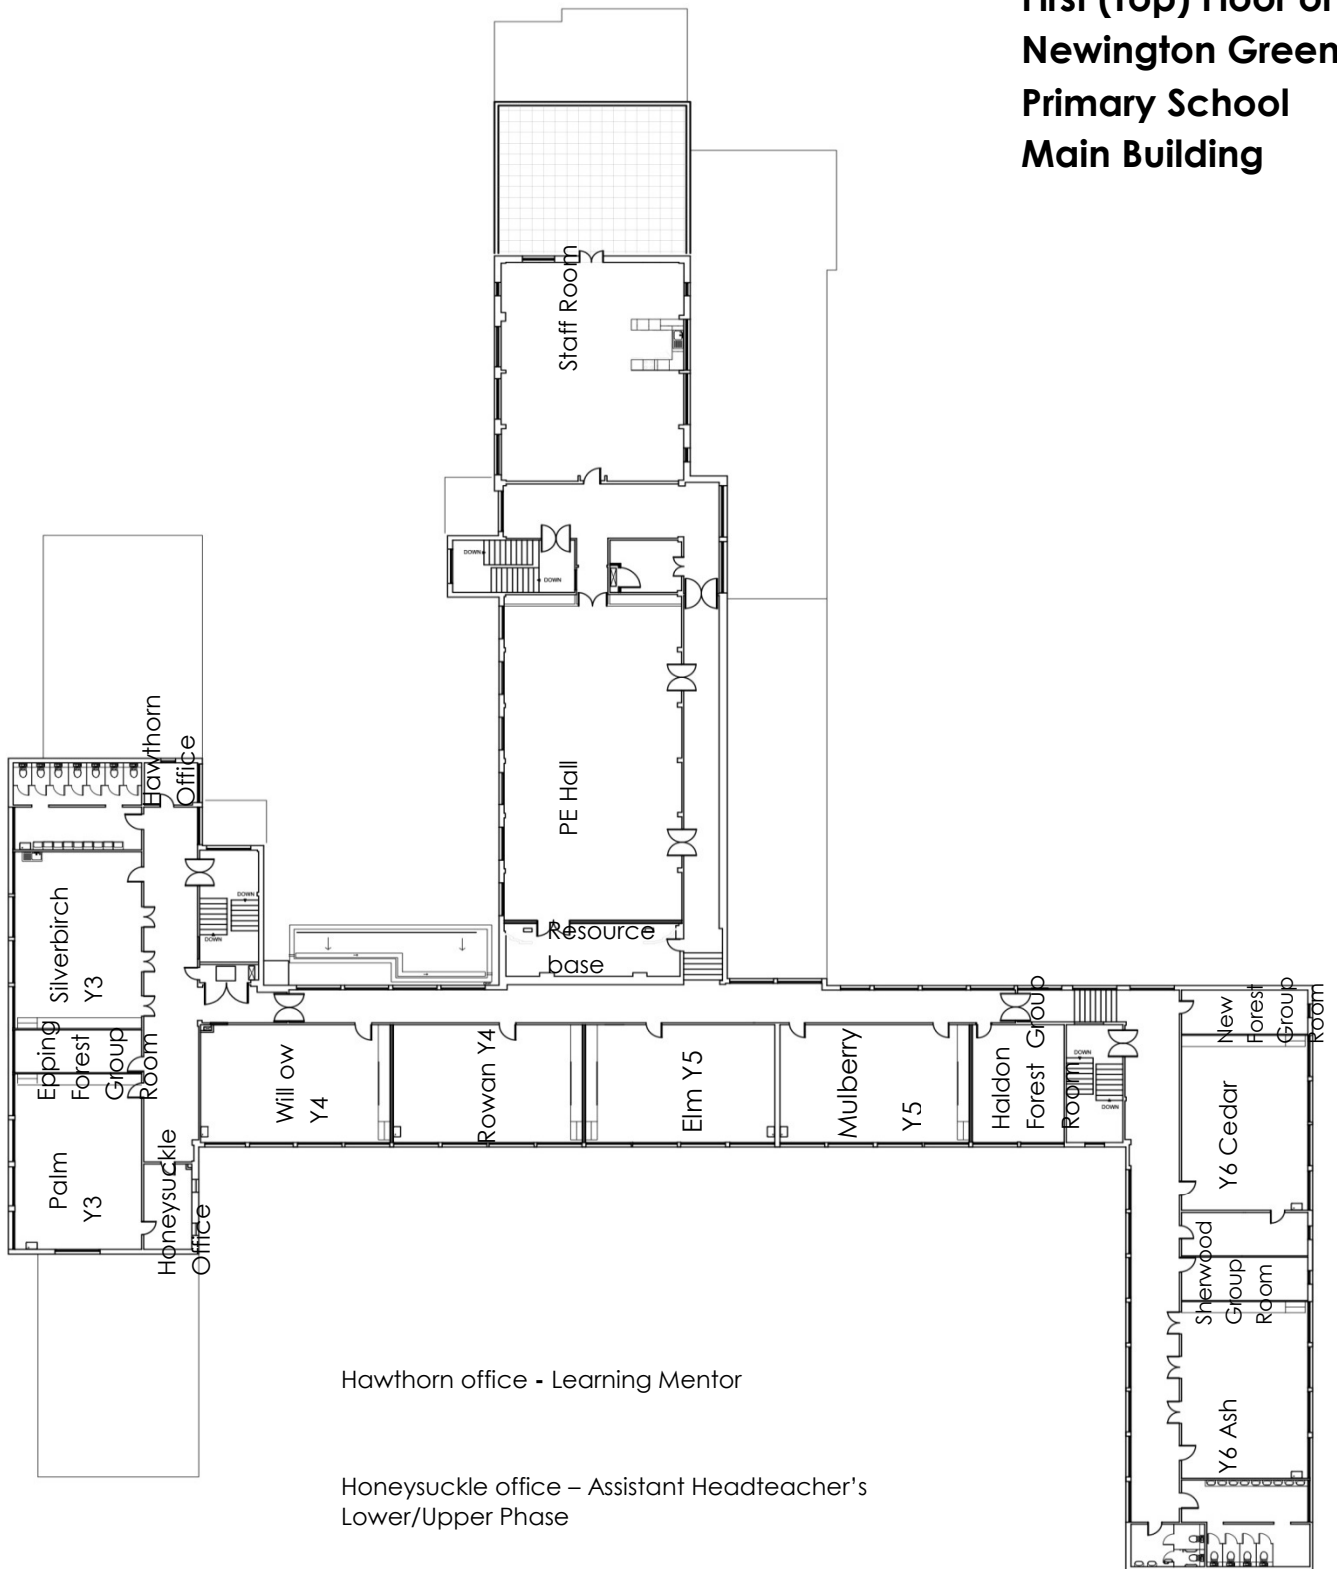 First (Top) Floor of
Newington Green
Primary School
Main Building
Staff Room
DOWN
DOWN
Hawthorn
Office
PE Hall
Silverbirch
Y3
DOWN
DOWN
Resource
base
Epping
Forest
Group
Room
Will ow
Y4
Rowan Y4
Elm Y5
Mulberry
Y5
Haldon
Forest Group
Room
DOWN
DOWN
New
Forest
Group
Room
Palm
Y3
Honeysuckle
Office
Y6 Cedar
Sherwood
Group
Room
Y6 Ash
Hawthorn office - Learning Mentor
Honeysuckle office – Assistant Headteacher's
Lower/Upper Phase